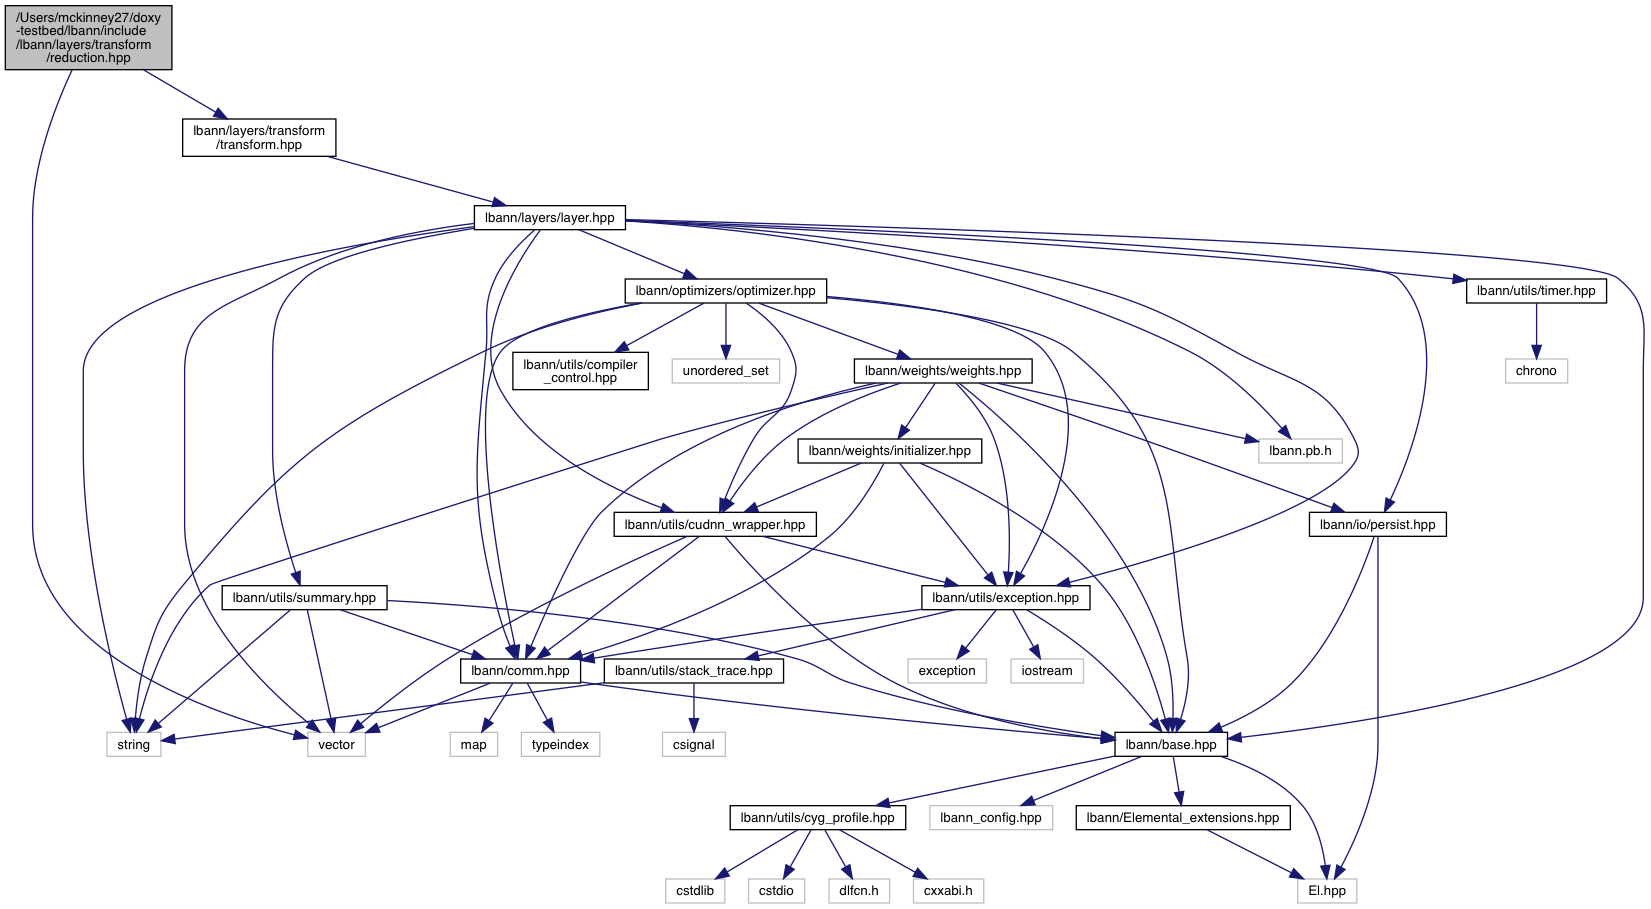 /Users/mckinney27/doxy
-testbed/lbann/include
/lbann/layers/transform
/reduction.hpp
lbann/layers/transform
/transform.hpp
lbann/layers/layer.hpp
lbann/optimizers/optimizer.hpp
lbann/utils/timer.hpp
lbann/utils/compiler
_control.hpp
unordered_set
lbann/weights/weights.hpp
chrono
lbann/weights/initializer.hpp
lbann.pb.h
lbann/utils/cudnn_wrapper.hpp
lbann/io/persist.hpp
lbann/utils/summary.hpp
lbann/utils/exception.hpp
lbann/comm.hpp
lbann/utils/stack_trace.hpp
exception
iostream
string
vector
map
typeindex
csignal
lbann/base.hpp
lbann/utils/cyg_profile.hpp
lbann_config.hpp
lbann/Elemental_extensions.hpp
cstdlib
cstdio
dlfcn.h
cxxabi.h
El.hpp